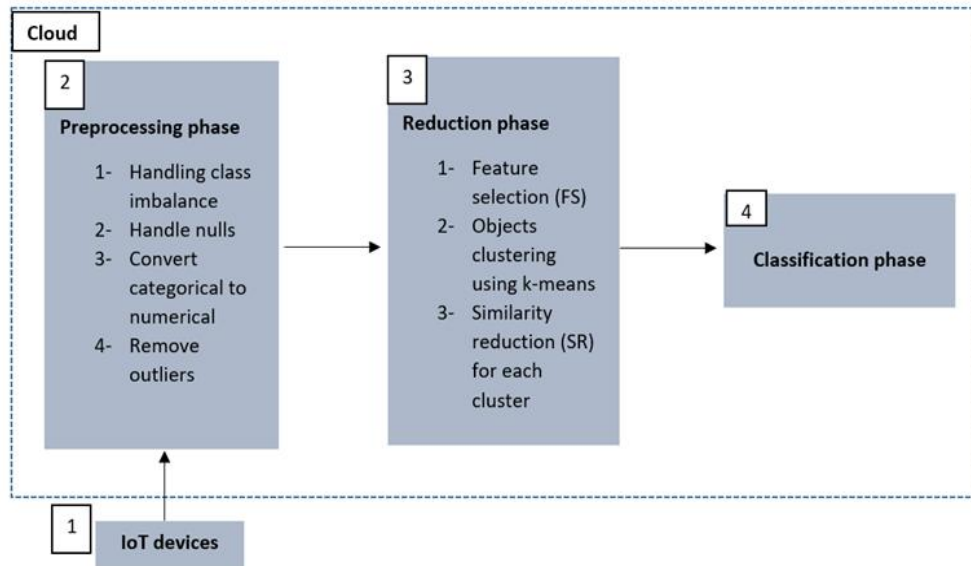 Cloud
2
Preprocessing phase
1- Handling class
imbalance
2- Handle nulls
3- Convert
categorical to
numerical
4- Remove
outliers
3
Reduction phase
1- Feature
selection (FS)
2- Objects
clustering
using k-means
3- Similarity
reduction (SR)
for each
cluster
4
Classification phase
1
IoT devices